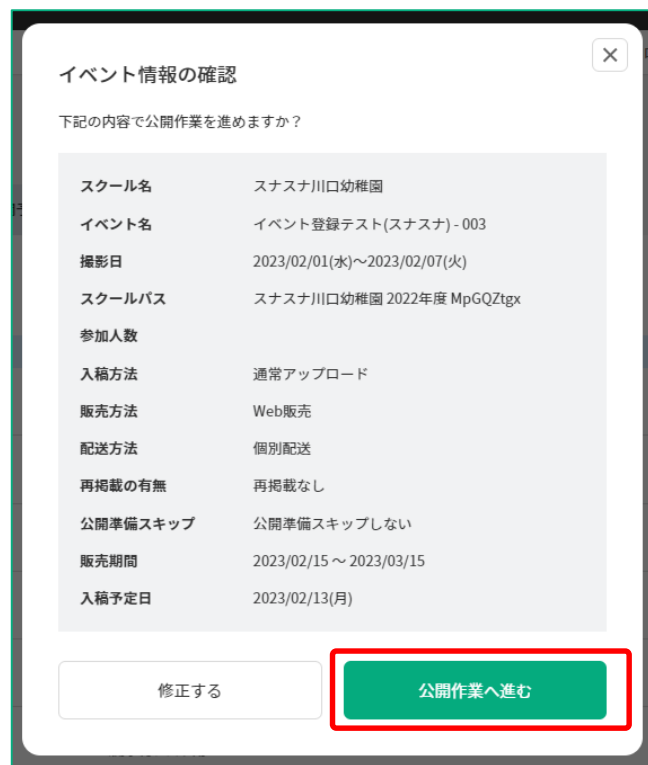 イベント情報の確認
下記の内容で公開作業を進めますか？
スクール名 スナスナ川口幼稚園
イベント名 イベント登録テスト(スナスナ) - 003
撮影日 2023/02/01(水)～2023/02/07(火)
スクールパス スナスナ川口幼稚園 2022年度 MpGQZtgx
参加人数
入稿方法 通常アップロード
販売方法 Web販売
配送方法 個別配送
再掲載の有無 再掲載なし
公開準備スキップ 公開準備スキップしない
販売期間 2023/02/15 ～ 2023/03/15
入稿予定日 2023/02/13(月)
修正する 公開作業へ進む